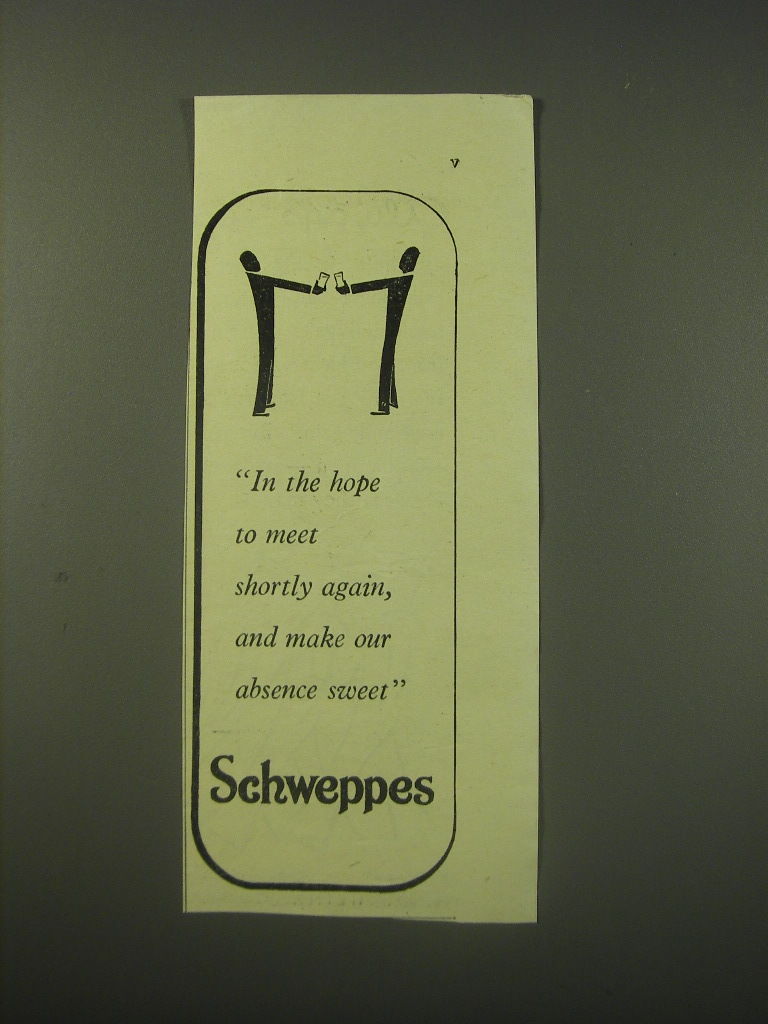 v
“In the hope
to meet
shortly again,
and make our
absence sweet”
Schweppes